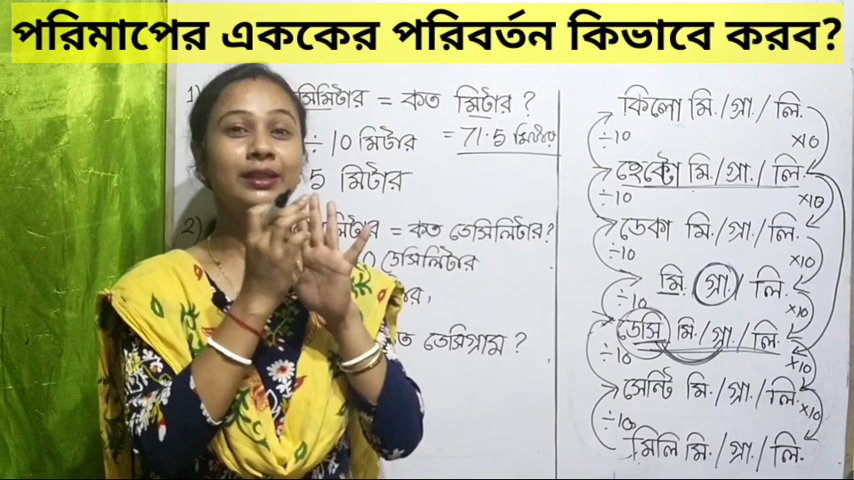 পরিমাপের এককের পরিবর্তন কিভাবে করব?
1) সিমিটার = কত মিটার ?
÷ 10 মিটার = 71.5 মিটার
5 মিটার
2) লিটার = কত ডেসিলিটার?
0 ডেসিলিটার
ত ডেসিগ্রাম ?
কিলো মি./গ্রা./লি.
÷10 ×10
হেক্টো মি./গ্রা./লি.
÷10 ×10
ডেকা মি./গ্রা./লি.
÷10 ×10
মি. গ্রা/লি.
÷10 ×10
ডেসি মি./গ্রা./লি.
÷10 ×10
সেন্টি মি./গ্রা./লি.
÷10 ×10
মিলি মি./গ্রা./লি.